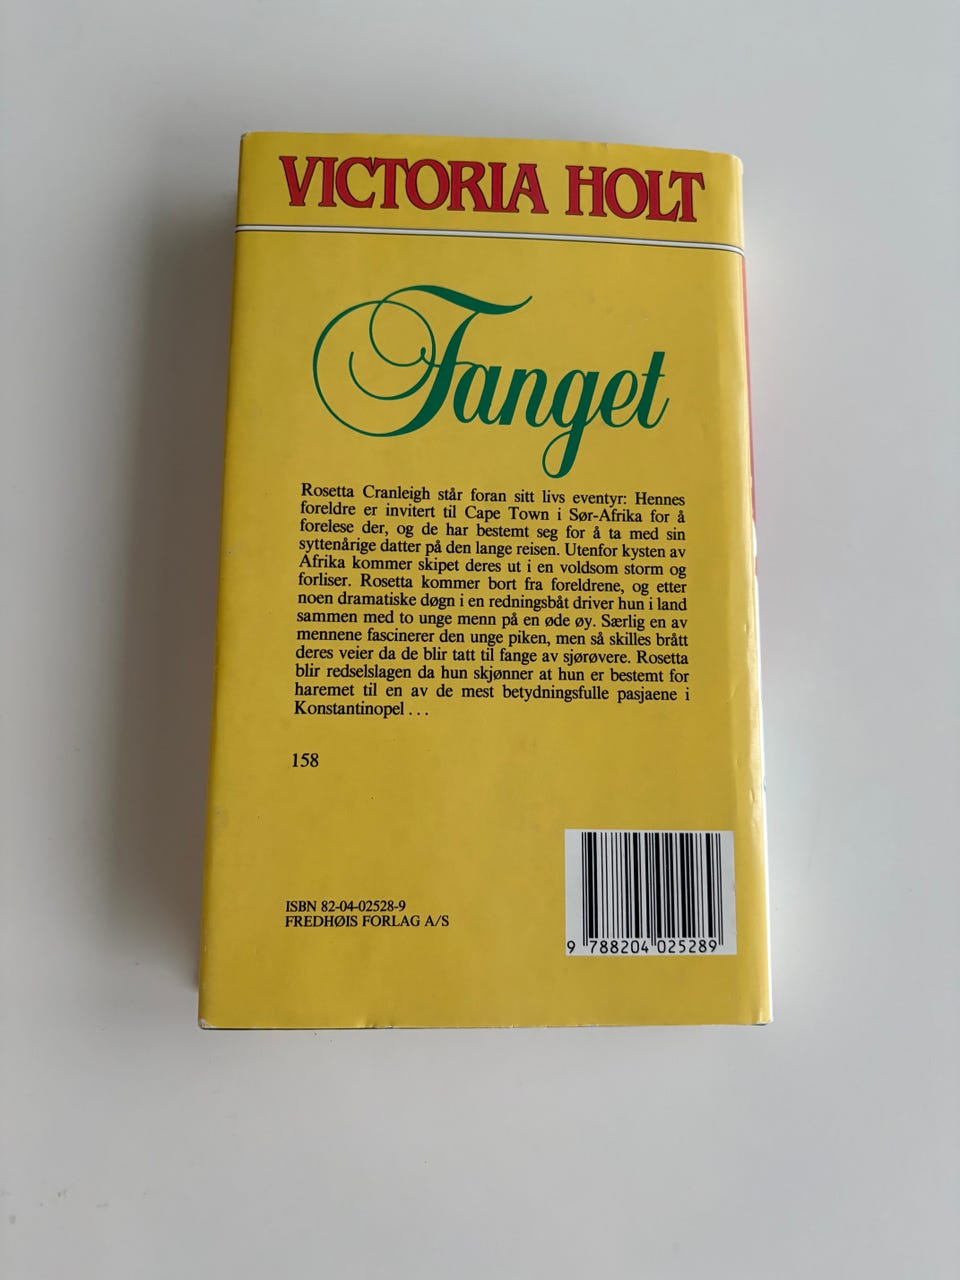 VICTORIA HOLT
Fanget
Rosetta Cranleigh står foran sitt livs eventyr: Hennes
foreldre er invitert til Cape Town i Sør-Afrika for å
forelese der, og de har bestemt seg for å ta med sin
syttenårige datter på den lange reisen. Utenfor kysten av
Afrika kommer skipet deres ut i en voldsom storm og
forliser. Rosetta kommer bort fra foreldrene, og etter
noen dramatiske døgn i en redningsbåt driver hun i land
sammen med to unge menn på en øde øy. Særlig en av
mennene fascinerer den unge piken, men så skilles brått
deres veier da de blir tatt til fange av sjørøvere. Rosetta
blir redselslagen da hun skjønner at hun er bestemt for
haremet til en av de mest betydningsfulle pasjaene i
Konstantinopel . . .
158
ISBN 82-04-02528-9
FREDHØIS FORLAG A/S
9 788204 025289